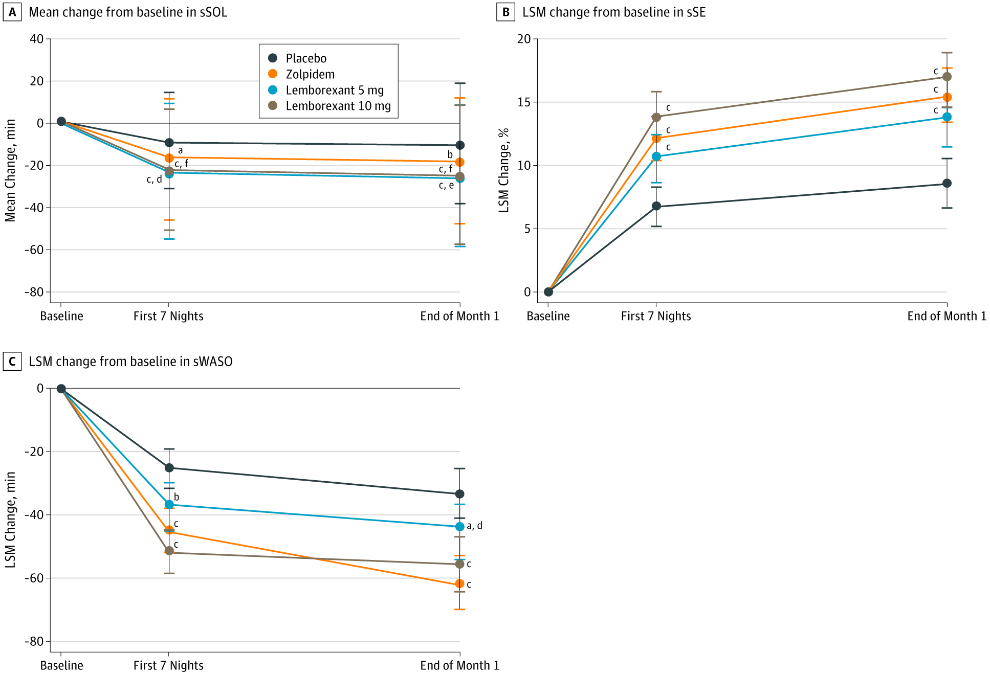 A Mean change from baseline in sSOL
40
20
0
-20
-40
-60
-80
Mean Change, min
Placebo
Zolpidem
Lemborexant 5 mg
Lemborexant 10 mg
a
c, f
c, d
b
c, f
c, e
Baseline
First 7 Nights
End of Month 1
B LSM change from baseline in sSE
20
15
10
5
0
LSM Change, %
c
c
c
c
c
c
Baseline
First 7 Nights
End of Month 1
C LSM change from baseline in sWASO
0
-20
-40
-60
-80
LSM Change, min
b
c
c
a, d
c
c
Baseline
First 7 Nights
End of Month 1